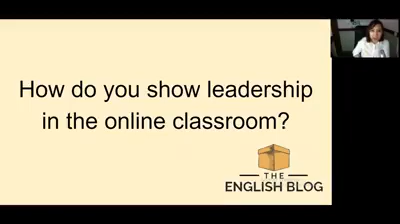 How do you show leadership
in the online classroom?
THE
ENGLISH BLOG